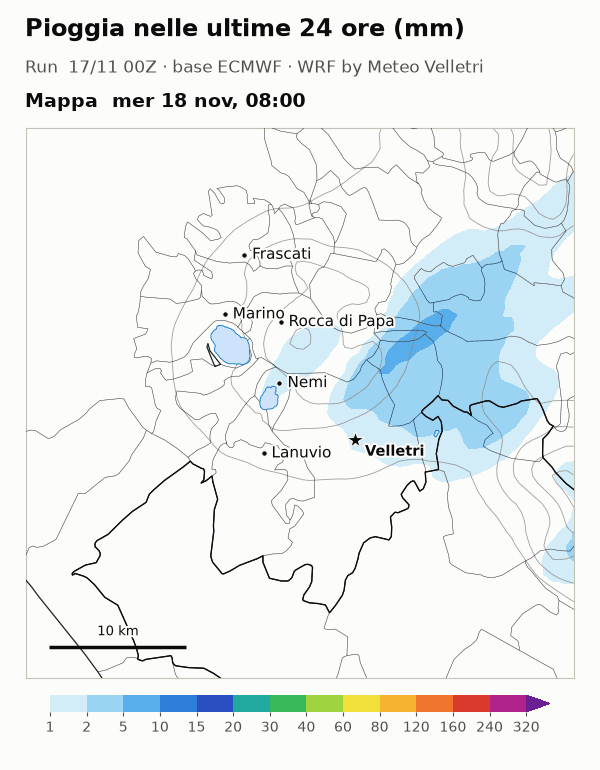 Pioggia nelle ultime 24 ore (mm)
Run  17/11 00Z · base ECMWF · WRF by Meteo Velletri
Mappa  mer 18 nov, 08:00
Frascati
Marino
Rocca di Papa
Nemi
Velletri
Lanuvio
10 km
1 2 5 10 15 20 30 40 60 80 120 160 240 320